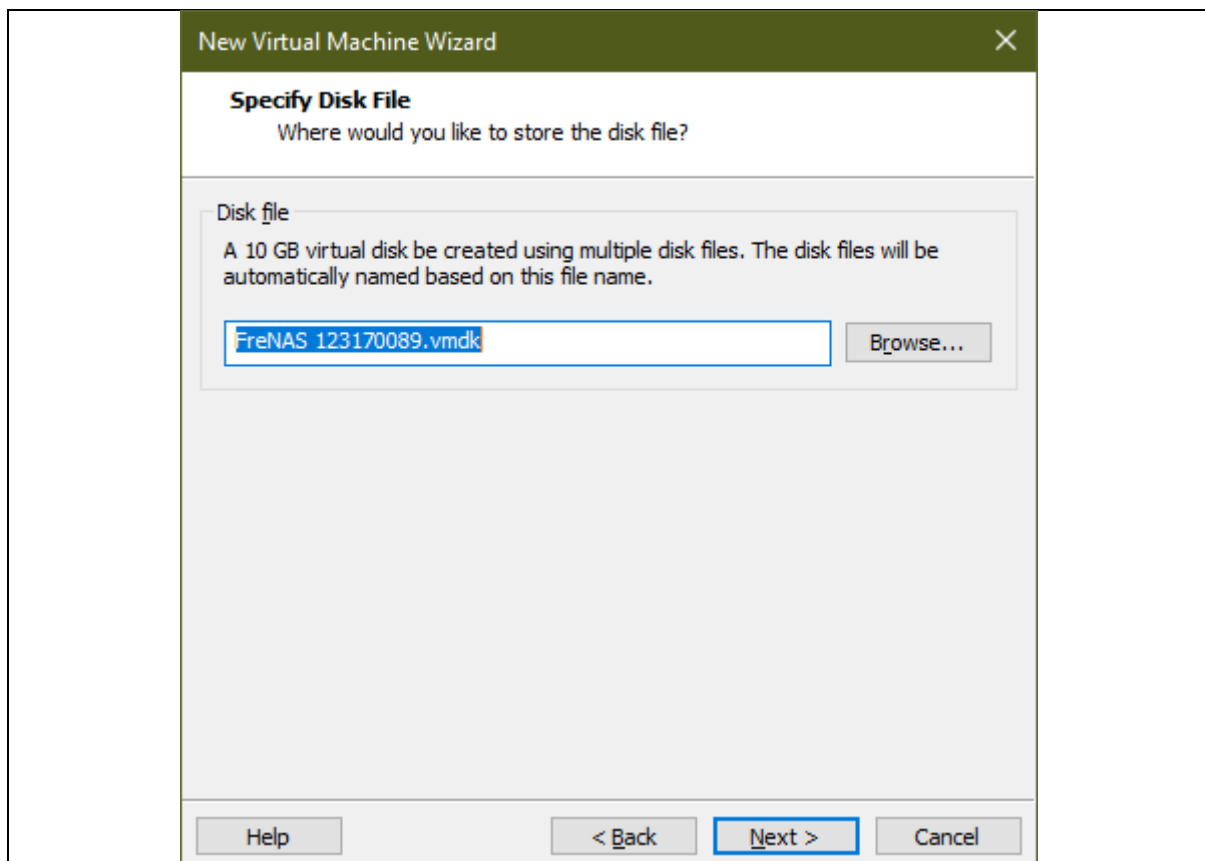 New Virtual Machine Wizard
Specify Disk File
Where would you like to store the disk file?
Disk file
A 10 GB virtual disk be created using multiple disk files. The disk files will be
automatically named based on this file name.
FreNAS 123170089.vmdk
Browse...
Help
< Back
Next >
Cancel